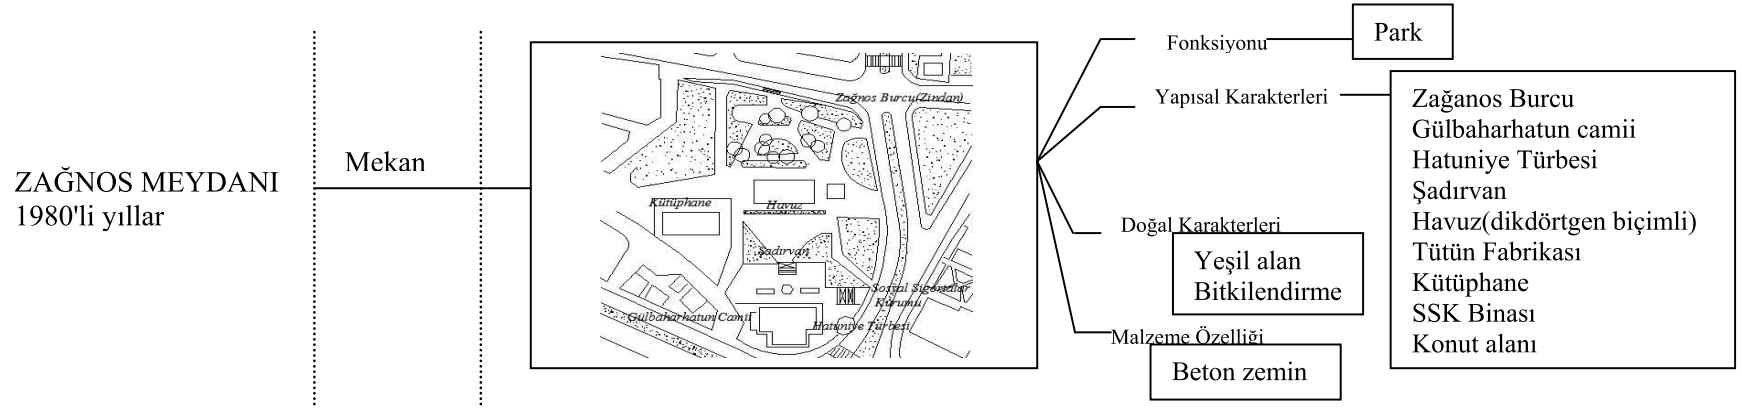 ZAĞNOS MEYDANI
1980'li yıllar
Mekan
Zağnos Burcu(Zindan)
Kütüphane
Havuz
Şadırvan
Sosyal Sigortalar
Kurumu
Gülbaharhatun Camii
Hatuniye Türbesi
Fonksiyonu
Park
Yapısal Karakterleri
Zağanos Burcu
Gülbaharhatun camii
Hatuniye Türbesi
Şadırvan
Havuz(dikdörtgen biçimli)
Tütün Fabrikası
Kütüphane
SSK Binası
Konut alanı
Doğal Karakterleri
Yeşil alan
Bitkilendirme
Malzeme Özelliği
Beton zemin